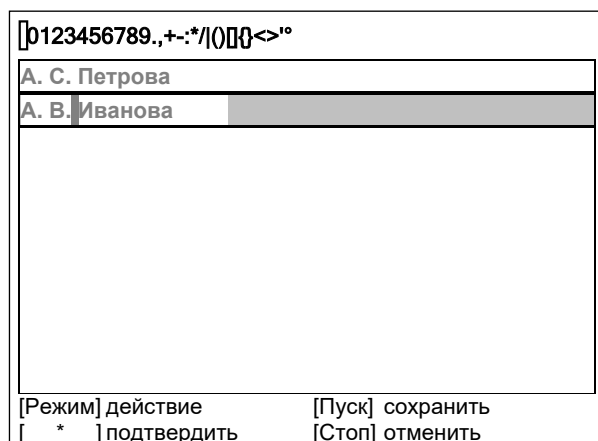 0123456789.,+-:*/|()[]{}<>'°
А. С. Петрова
А. В. Иванова
[Режим] действие [Пуск] сохранить
[ * ] подтвердить [Стоп] отменить